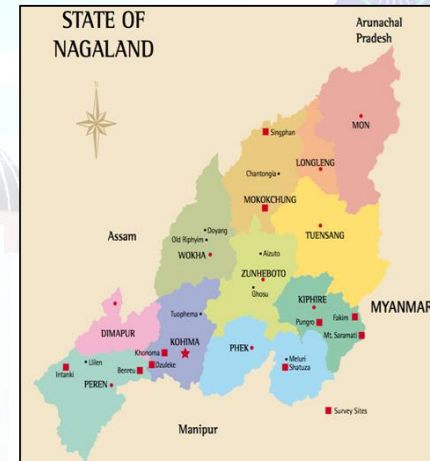 STATE OF
NAGALAND
Arunachal
Pradesh
MON
Singphan
LONGLENG
Chantongia
MOKOKCHUNG
Assam
Doyang
Old Riphyim
WOKHA
TUENSANG
Aizuto
ZUNHEBOTO
Ghosu
KIPHIRE
MYANMAR
Fakim
Pungro
Mt. Saramati
Tuophema
DIMAPUR
KOHIMA
Khonoma
PHEK
Meluri
Shatuza
Dzuleke
Benreu
Intanki
PEREN
Manipur
Survey Sites